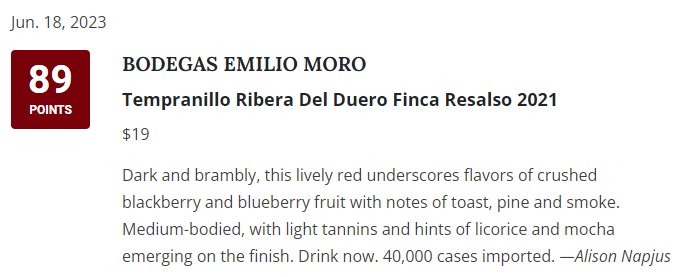 Jun. 18, 2023
89
POINTS
BODEGAS EMILIO MORO
Tempranillo Ribera Del Duero Finca Resalso 2021
$19
Dark and brambly, this lively red underscores flavors of crushed
blackberry and blueberry fruit with notes of toast, pine and smoke.
Medium-bodied, with light tannins and hints of licorice and mocha
emerging on the finish. Drink now. 40,000 cases imported. —Alison Napjus